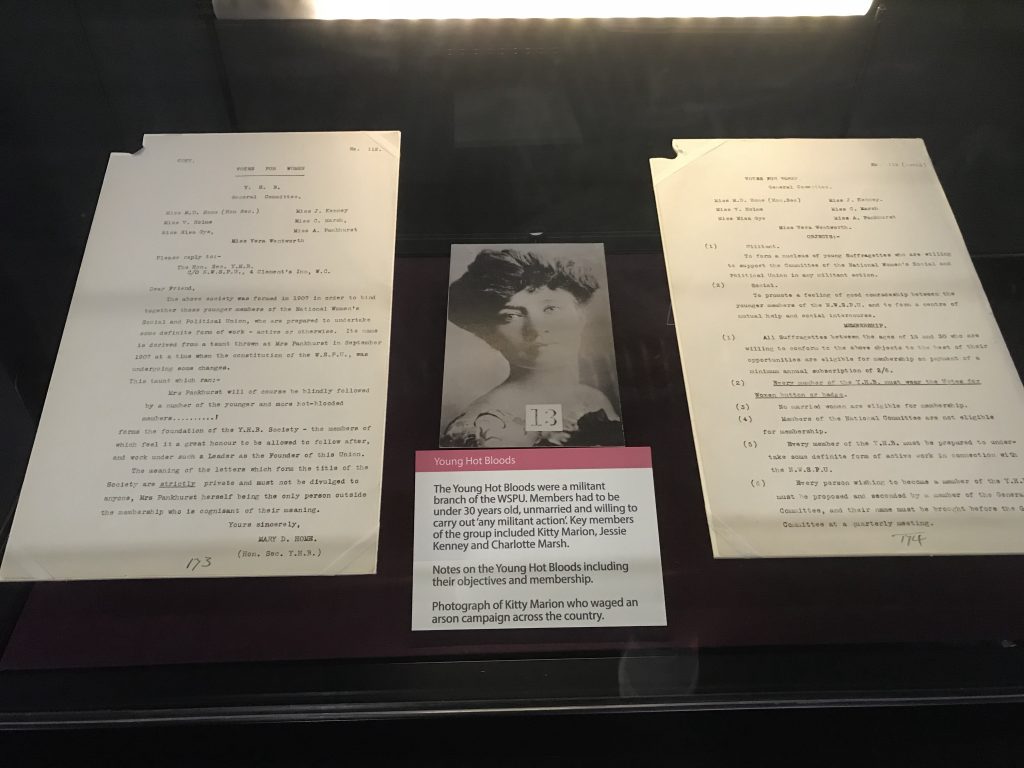 COPY.
No. 112.
VOTES FOR WOMEN
Y. H. B.
General Committee.
Miss M.D. Home (Hon Sec.) Miss J. Kenney
Miss V. Holme Miss C. Marsh,
Miss Gye, Miss A. Pankhurst
Miss Vera Wentworth
Please reply to:-
The Hon. Sec. Y.H.B.
C/O N.W.S.P.U., 4 Clement's Inn, W.C.
Dear Friend,
The above society was formed in 1907 in order to bind
together those younger members of the National Women's
Social and Political Union, who are prepared to undertake
some definite form of work - active or otherwise. Its name
is derived from a taunt thrown at Mrs Pankhurst in September
1907 at a time when the constitution of the W.S.P.U., was
undergoing some changes.
This taunt which ran:-
Mrs Pankhurst will of course be blindly followed
by a number of the younger and more hot-blooded
members..........!
forms the foundation of the Y.H.B. Society - the members of
which feel it a great honour to be allowed to follow after,
and work under such a Leader as the Founder of this Union.
The meaning of the letters which form the title of the
Society are strictly private and must not be divulged to
anyone, Mrs Pankhurst herself being the only person outside
the membership who is cognisant of their meaning.
Yours sincerely,
MARY D. HOME.
(Hon. Sec. Y.H.B.)
173
13
Young Hot Bloods
The Young Hot Bloods were a militant
branch of the WSPU. Members had to be
under 30 years old, unmarried and willing to
carry out 'any militant action'. Key members
of the group included Kitty Marion, Jessie
Kenney and Charlotte Marsh.
Notes on the Young Hot Bloods including
their objectives and membership.
Photograph of Kitty Marion who waged an
arson campaign across the country.
No. 112
VOTES FOR WOMEN
General Committee.
Miss M.D. Home (Hon.Sec) Miss J. Kenney.
Miss V. Holme Miss C. Marsh
Miss Gye Miss A. Pankhurst
Miss Vera Wentworth.
OBJECTS:-
(1) Militant.
To form a nucleus of young Suffragettes who are willing
to support the Committee of the National Women's Social and
Political Union in any militant action.
(2) Social.
To promote a feeling of good comradeship between the
younger members of the N.W.S.P.U. and to form a centre of
mutual help and social intercourse.
MEMBERSHIP.
(1) All Suffragettes between the ages of and 30 who are
willing to conform to the above objects to the best of their
opportunities are eligible for membership on payment of a
minimum annual subscription of 2/6.
(2) Every member of the Y.H.B. must wear the Votes for
Women button or badge.
(3) No married women are eligible for membership.
(4) Members of the National Committee are not eligible
for membership.
(5) Every member of the Y.H.B. must be prepared to under-
take some definite form of active work in connection with
the N.W.S.P.U.
(6) Every person wishing to become a member of the Y.H.
must be proposed and seconded by a member of the General
Committee, and their name must be brought before the G
Committee at a quarterly meeting.
174